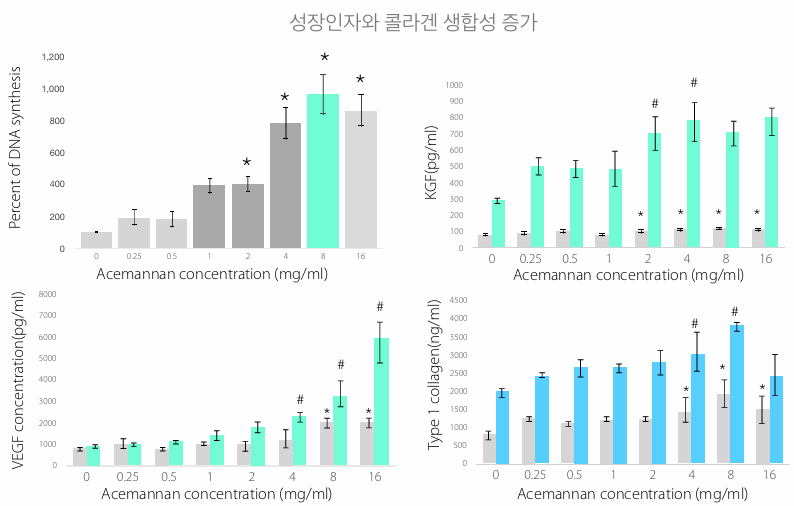 성장인자와 콜라겐 생합성 증가
Percent of DNA synthesis
1,200
1,000
800
600
400
200
0
* * * *
0 0.25 0.5 1 2 4 8 16
Acemannan concentration (mg/ml)
KGF(pg/ml)
1000
900
800
700
600
500
400
300
200
100
0
# #
* * * *
0 0.25 0.5 1 2 4 8 16
Acemannan concentration (mg/ml)
VEGF concentration(pg/ml)
8000
7000
6000
5000
4000
3000
2000
1000
0
# # #
* *
0 0.25 0.5 1 2 4 8 16
Acemannan concentration (mg/ml)
Type 1 collagen(ng/ml)
4500
4000
3500
3000
2500
2000
1500
1000
500
0
# #
* * *
0 0.25 0.5 1 2 4 8 16
Acemannan concentration (mg/ml)